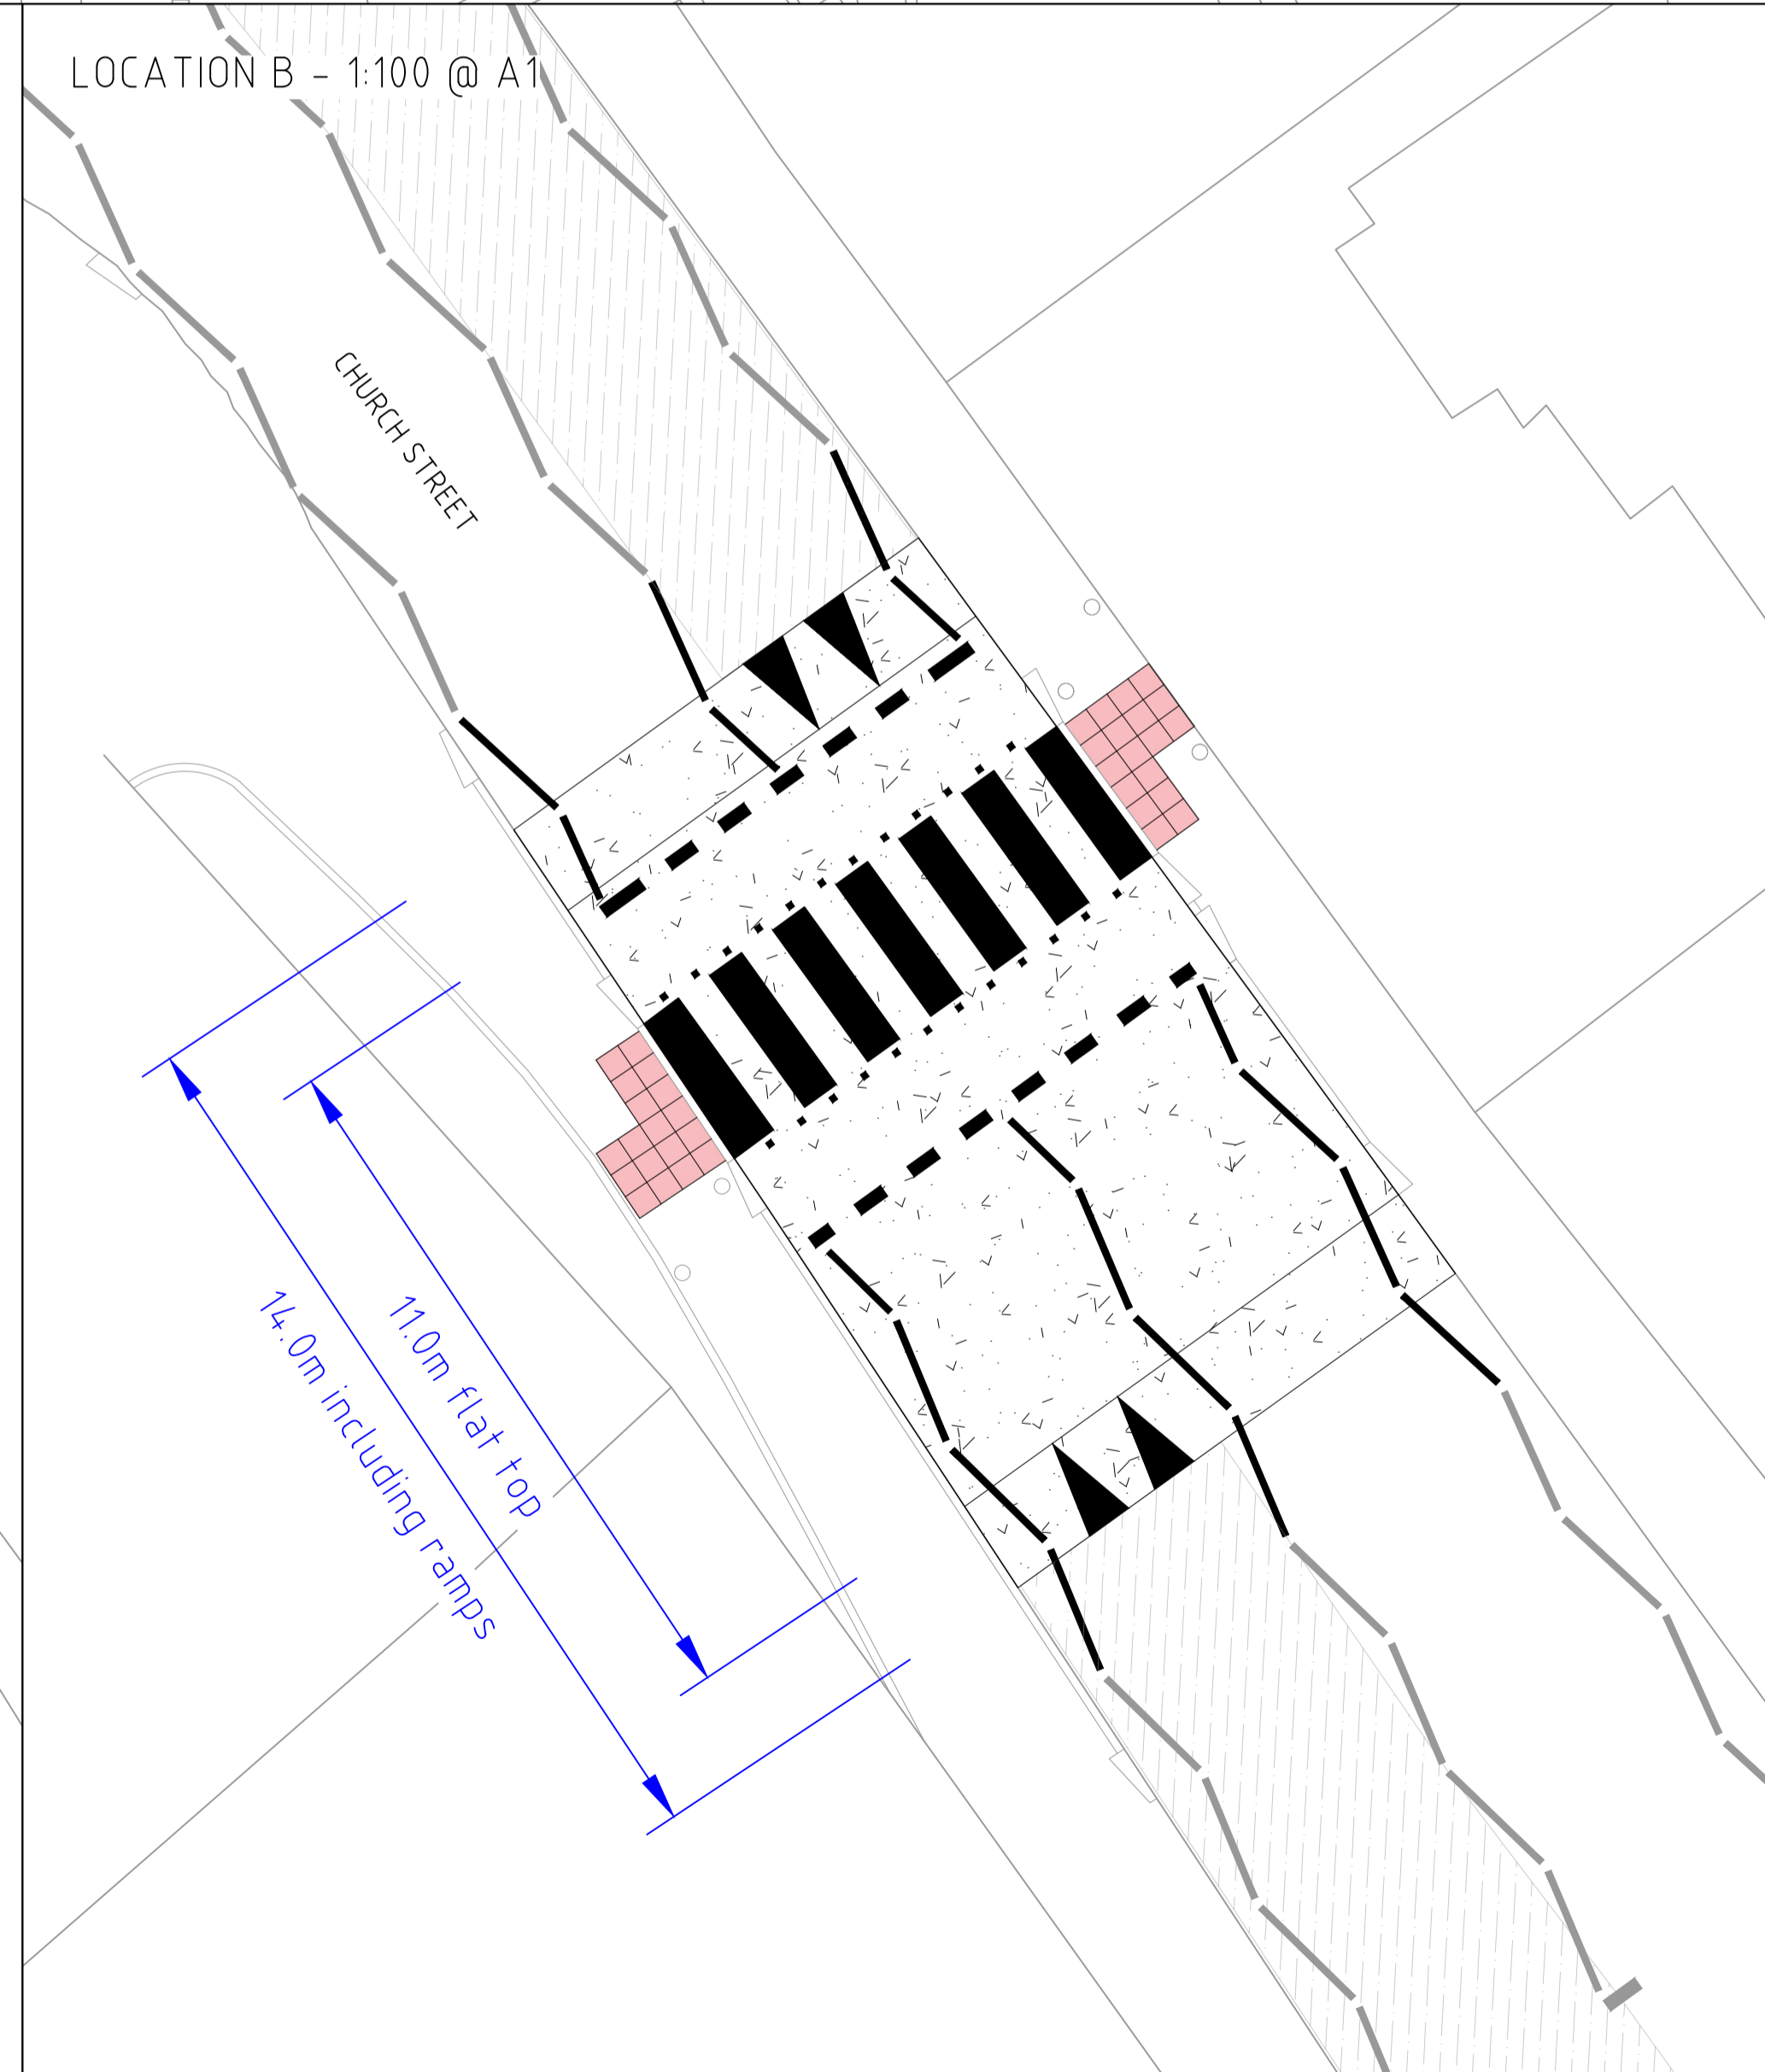 LOCATION B - 1:100 @ A1
CHURCH STREET
11.0m flat top
14.0m including ramps